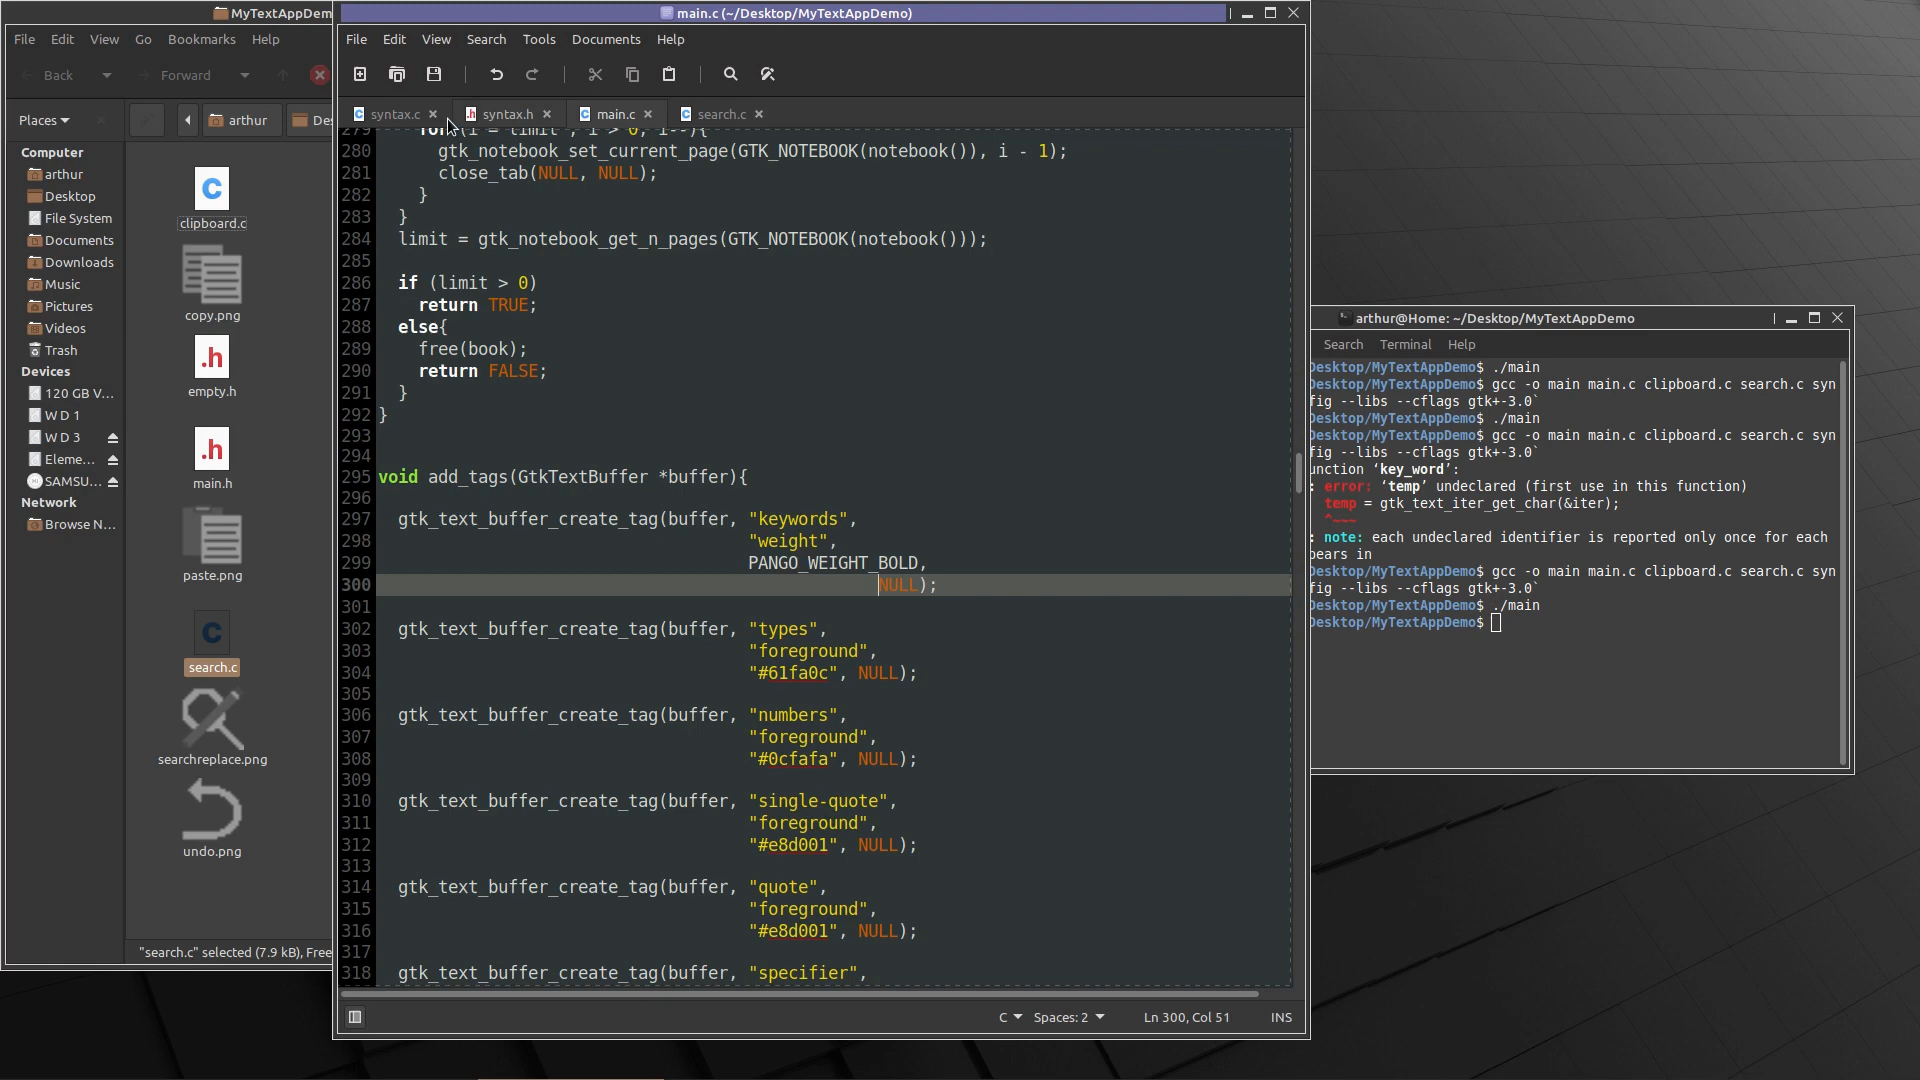 MyTextAppDem
File Edit View Go Bookmarks Help
Back Forward
Places
arthur
Des
Computer
arthur
Desktop
File System
Documents
Downloads
Music
Pictures
Videos
Trash
Devices
120 GB V...
W D 1
W D 3
Eleme...
SAMSU...
Network
Browse N...
clipboard.c
copy.png
empty.h
main.h
paste.png
search.c
searchreplace.png
undo.png
"search.c" selected (7.9 kB), Free
main.c (~/Desktop/MyTextAppDemo)
File Edit View Search Tools Documents Help
syntax.c syntax.h main.c search.c
279 for (i = limit ; i > 0; i--){
280 gtk_notebook_set_current_page(GTK_NOTEBOOK(notebook()), i - 1);
281 close_tab(NULL, NULL);
282 }
283 }
284 limit = gtk_notebook_get_n_pages(GTK_NOTEBOOK(notebook()));
285
286 if (limit > 0)
287 return TRUE;
288 else{
289 free(book);
290 return FALSE;
291 }
292 }
293
294
295 void add_tags(GtkTextBuffer *buffer){
296
297 gtk_text_buffer_create_tag(buffer, "keywords",
298 "weight",
299 PANGO_WEIGHT_BOLD,
300 NULL);
301
302 gtk_text_buffer_create_tag(buffer, "types",
303 "foreground",
304 "#61fa0c", NULL);
305
306 gtk_text_buffer_create_tag(buffer, "numbers",
307 "foreground",
308 "#0cfafa", NULL);
309
310 gtk_text_buffer_create_tag(buffer, "single-quote",
311 "foreground",
312 "#e8d001", NULL);
313
314 gtk_text_buffer_create_tag(buffer, "quote",
315 "foreground",
316 "#e8d001", NULL);
317
318 gtk_text_buffer_create_tag(buffer, "specifier",
C Spaces: 2 Ln 300, Col 51 INS
arthur@Home: ~/Desktop/MyTextAppDemo
Search Terminal Help
Desktop/MyTextAppDemo$ ./main
Desktop/MyTextAppDemo$ gcc -o main main.c clipboard.c search.c syn
fig --libs --cflags gtk+-3.0`
Desktop/MyTextAppDemo$ ./main
Desktop/MyTextAppDemo$ gcc -o main main.c clipboard.c search.c syn
fig --libs --cflags gtk+-3.0`
unction ‘key_word’:
: error: ‘temp’ undeclared (first use in this function)
temp = gtk_text_iter_get_char(&iter);
^~~~
: note: each undeclared identifier is reported only once for each
pears in
Desktop/MyTextAppDemo$ gcc -o main main.c clipboard.c search.c syn
fig --libs --cflags gtk+-3.0`
Desktop/MyTextAppDemo$ ./main
Desktop/MyTextAppDemo$